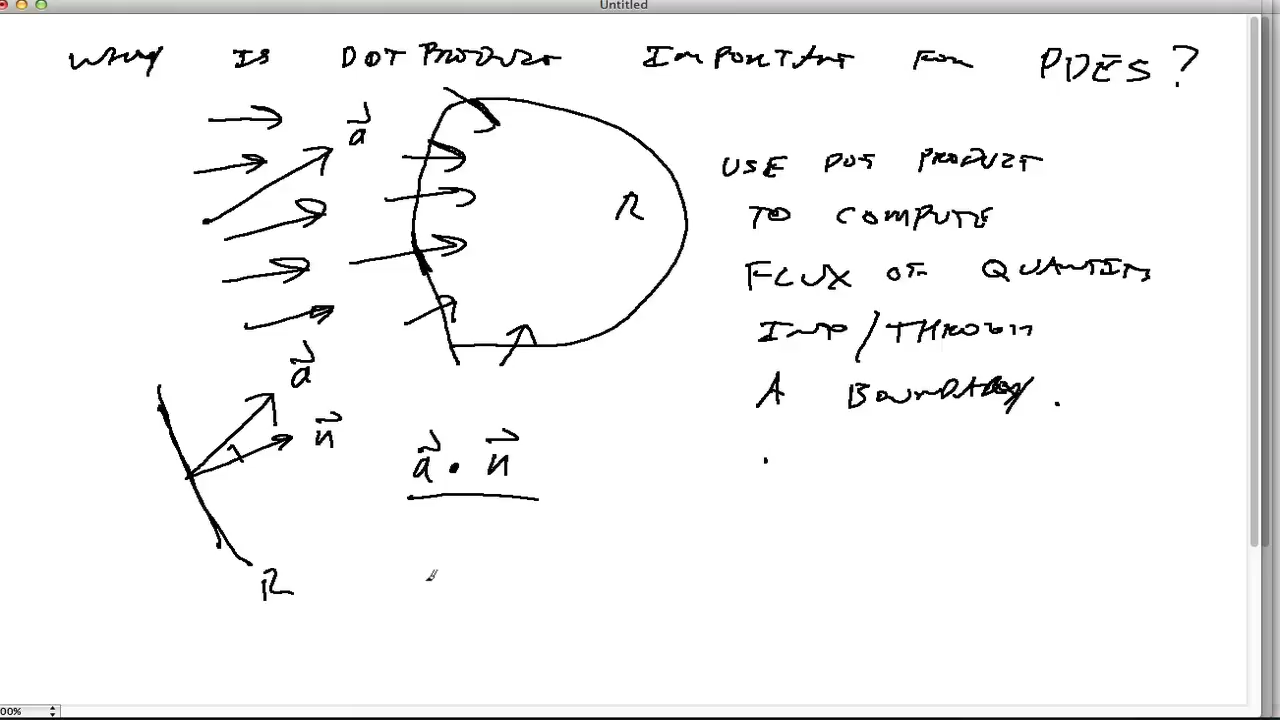 Untitled
WHY IS DOT PRODUCT IMPORTANT FOR PDES?
a
R
USE DOT PRODUCT
TO COMPUTE
FLUX OF QUANTITY
INTO/THROUGH
A BOUNDARY.
a
n
a · n
R
00%